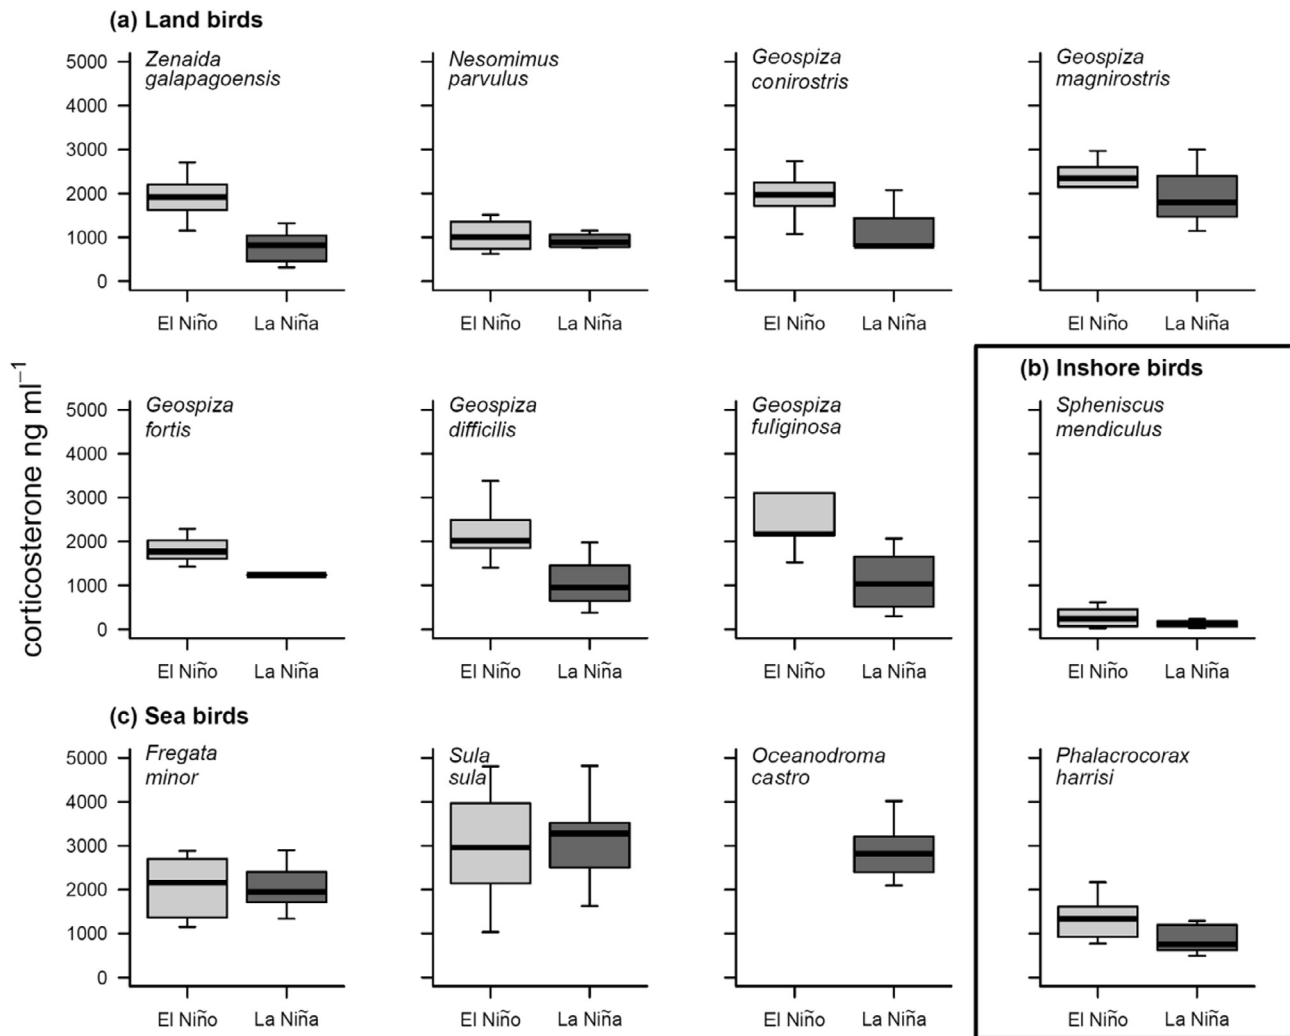 (a) Land birds
Zenaida
galapagoensis
Nesomimus
parvulus
Geospiza
conirostris
Geospiza
magnirostris
5000
4000
3000
2000
1000
0
El Niño La Niña
El Niño La Niña
El Niño La Niña
El Niño La Niña
corticosterone ng ml⁻¹
Geospiza
fortis
Geospiza
difficilis
Geospiza
fuliginosa
5000
4000
3000
2000
1000
0
El Niño La Niña
El Niño La Niña
El Niño La Niña
(b) Inshore birds
Spheniscus
mendiculus
El Niño La Niña
(c) Sea birds
Fregata
minor
Sula
sula
Oceanodroma
castro
Phalacrocorax
harrisi
5000
4000
3000
2000
1000
0
El Niño La Niña
El Niño La Niña
El Niño La Niña
El Niño La Niña